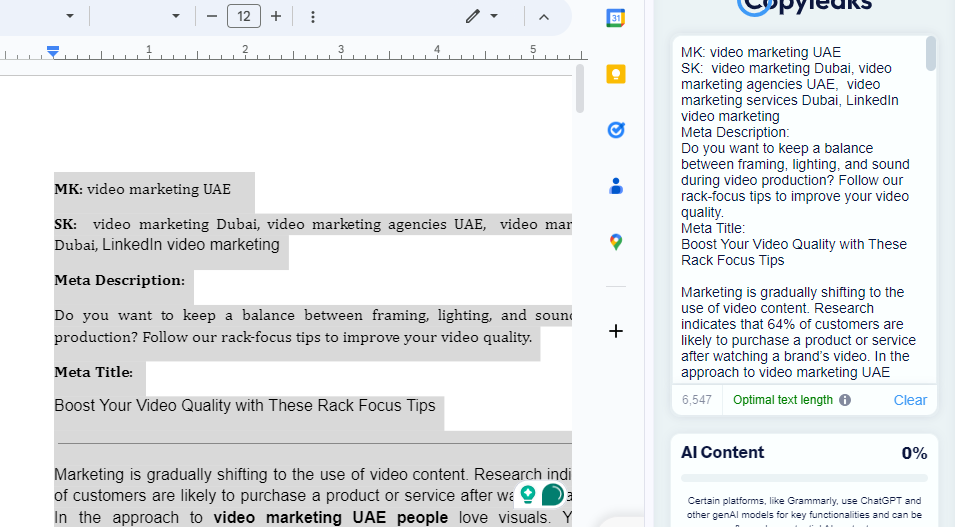 12
1 2 3 4 5
MK: video marketing UAE
SK: video marketing Dubai, video marketing agencies UAE, video mar
Dubai, LinkedIn video marketing
Meta Description:
Do you want to keep a balance between framing, lighting, and soun
production? Follow our rack-focus tips to improve your video quality.
Meta Title:
Boost Your Video Quality with These Rack Focus Tips
Marketing is gradually shifting to the use of video content. Research indi
of customers are likely to purchase a product or service after wa
In the approach to video marketing UAE people love visuals. Y
31
Copyleaks
MK: video marketing UAE
SK:  video marketing Dubai, video
marketing agencies UAE,  video
marketing services Dubai, LinkedIn
video marketing
Meta Description:
Do you want to keep a balance
between framing, lighting, and sound
during video production? Follow our
rack-focus tips to improve your video
quality.
Meta Title:
Boost Your Video Quality with These
Rack Focus Tips
Marketing is gradually shifting to the
use of video content. Research
indicates that 64% of customers are
likely to purchase a product or service
after watching a brand's video. In the
approach to video marketing UAE
6,547 Optimal text length Clear
AI Content 0%
Certain platforms, like Grammarly, use ChatGPT and
other genAI models for key functionalities and can be